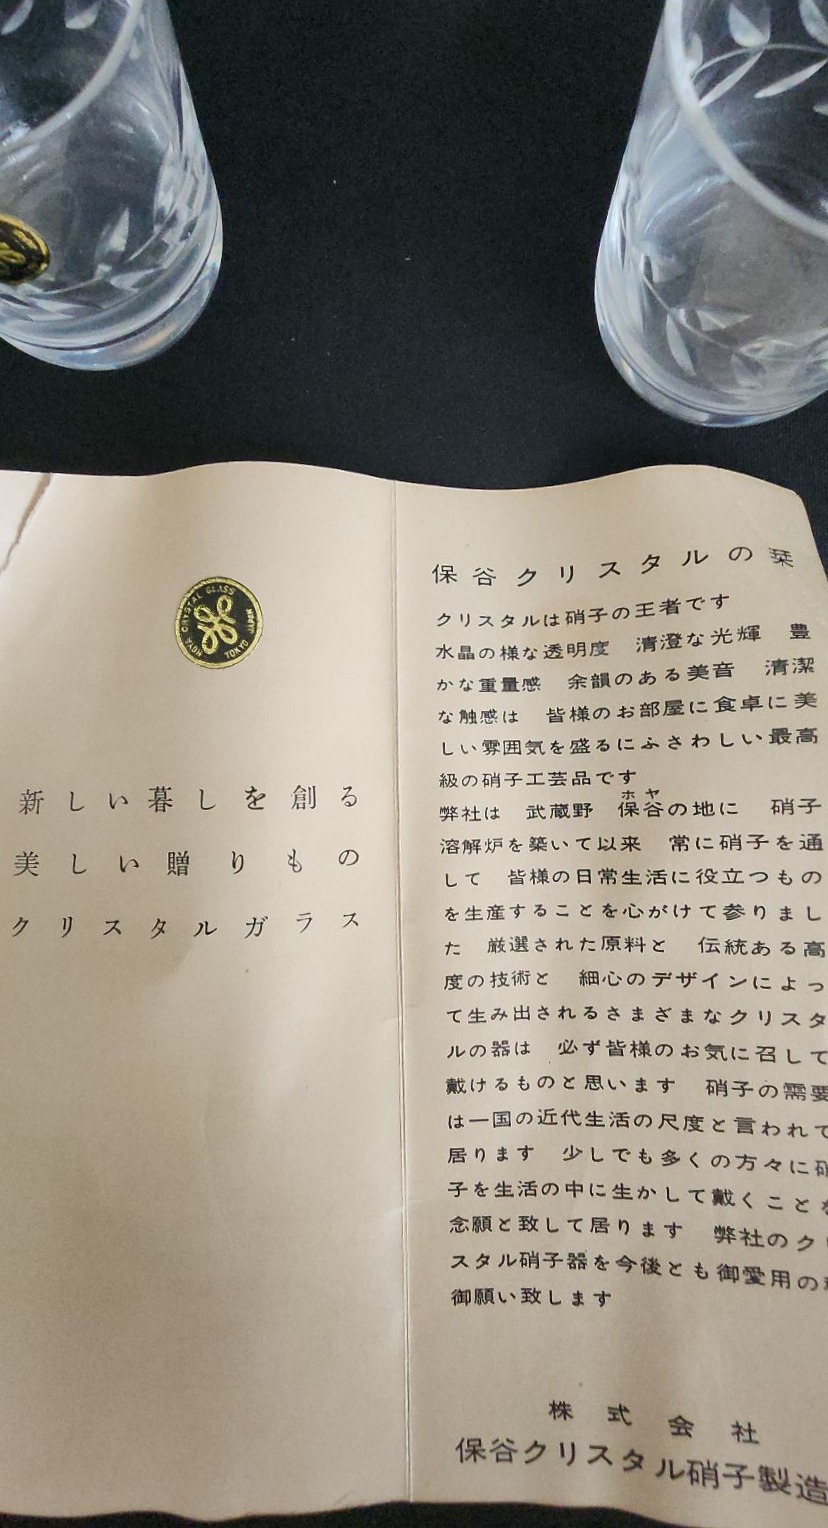 CRYSTAL GLASS
HOYA TOKYO JAPAN
新しい暮しを創る
美しい贈りもの
クリスタルガラス
保谷クリスタルの栞
クリスタルは硝子の王者です
水晶の様な透明度　清澄な光輝　豊
かな重量感　余韻のある美音　清潔
な触感は　皆様のお部屋に食卓に美
しい雰囲気を盛るにふさわしい最高
級の硝子工芸品です
ホヤ
弊社は　武蔵野　保谷の地に　硝子
溶解炉を築いて以来　常に硝子を通
して　皆様の日常生活に役立つもの
を生産することを心がけて参りまし
た　厳選された原料と　伝統ある高
度の技術と　細心のデザインによっ
て生み出されるさまざまなクリスタ
ルの器は　必ず皆様のお気に召して
戴けるものと思います　硝子の需要
は一国の近代生活の尺度と言われて
居ります　少しでも多くの方々に硝
子を生活の中に生かして戴くことを
念願と致して居ります　弊社のクリ
スタル硝子器を今後とも御愛用の
御願い致します
株式会社
保谷クリスタル硝子製造